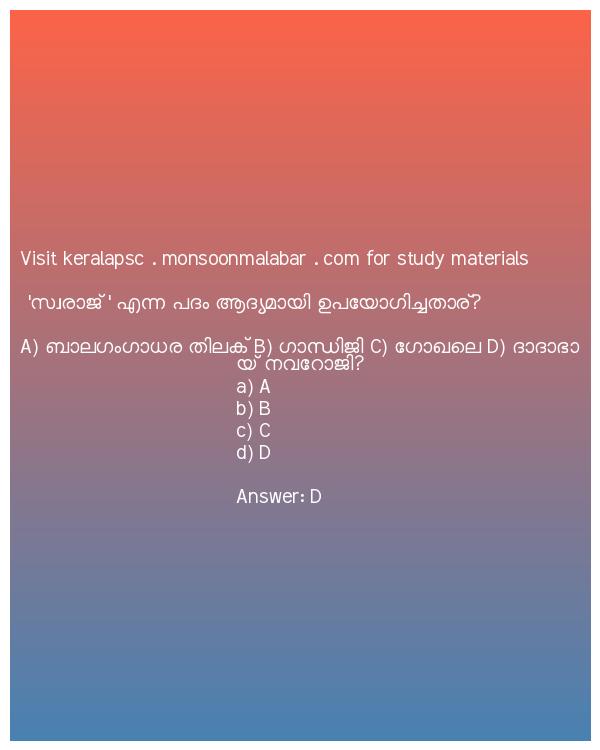 Visit keralapsc . monsoonmalabar . com for study materials
'സ്വരാജ് ' എന്ന പദം ആദ്യമായി ഉപയോഗിച്ചതാര്?
A) ബാലഗംഗാധര തിലക് B) ഗാന്ധിജി C) ഗോഖലെ D) ദാദാഭാ
യ് നവറോജി?
a) A
b) B
c) C
d) D
Answer: D